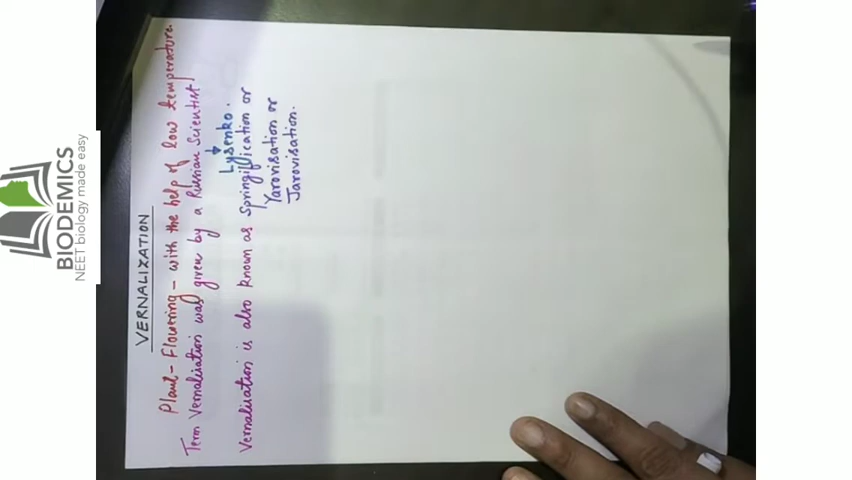 BIODEMICS
NEET biology made easy
VERNALIZATION
Plant - Flowering - with the help of low temperature.
Term Vernalisation was given by a Russian Scientist
Lysenko.
Vernalisation is also known as Springification or
Yarovisation or
Jarovisation.